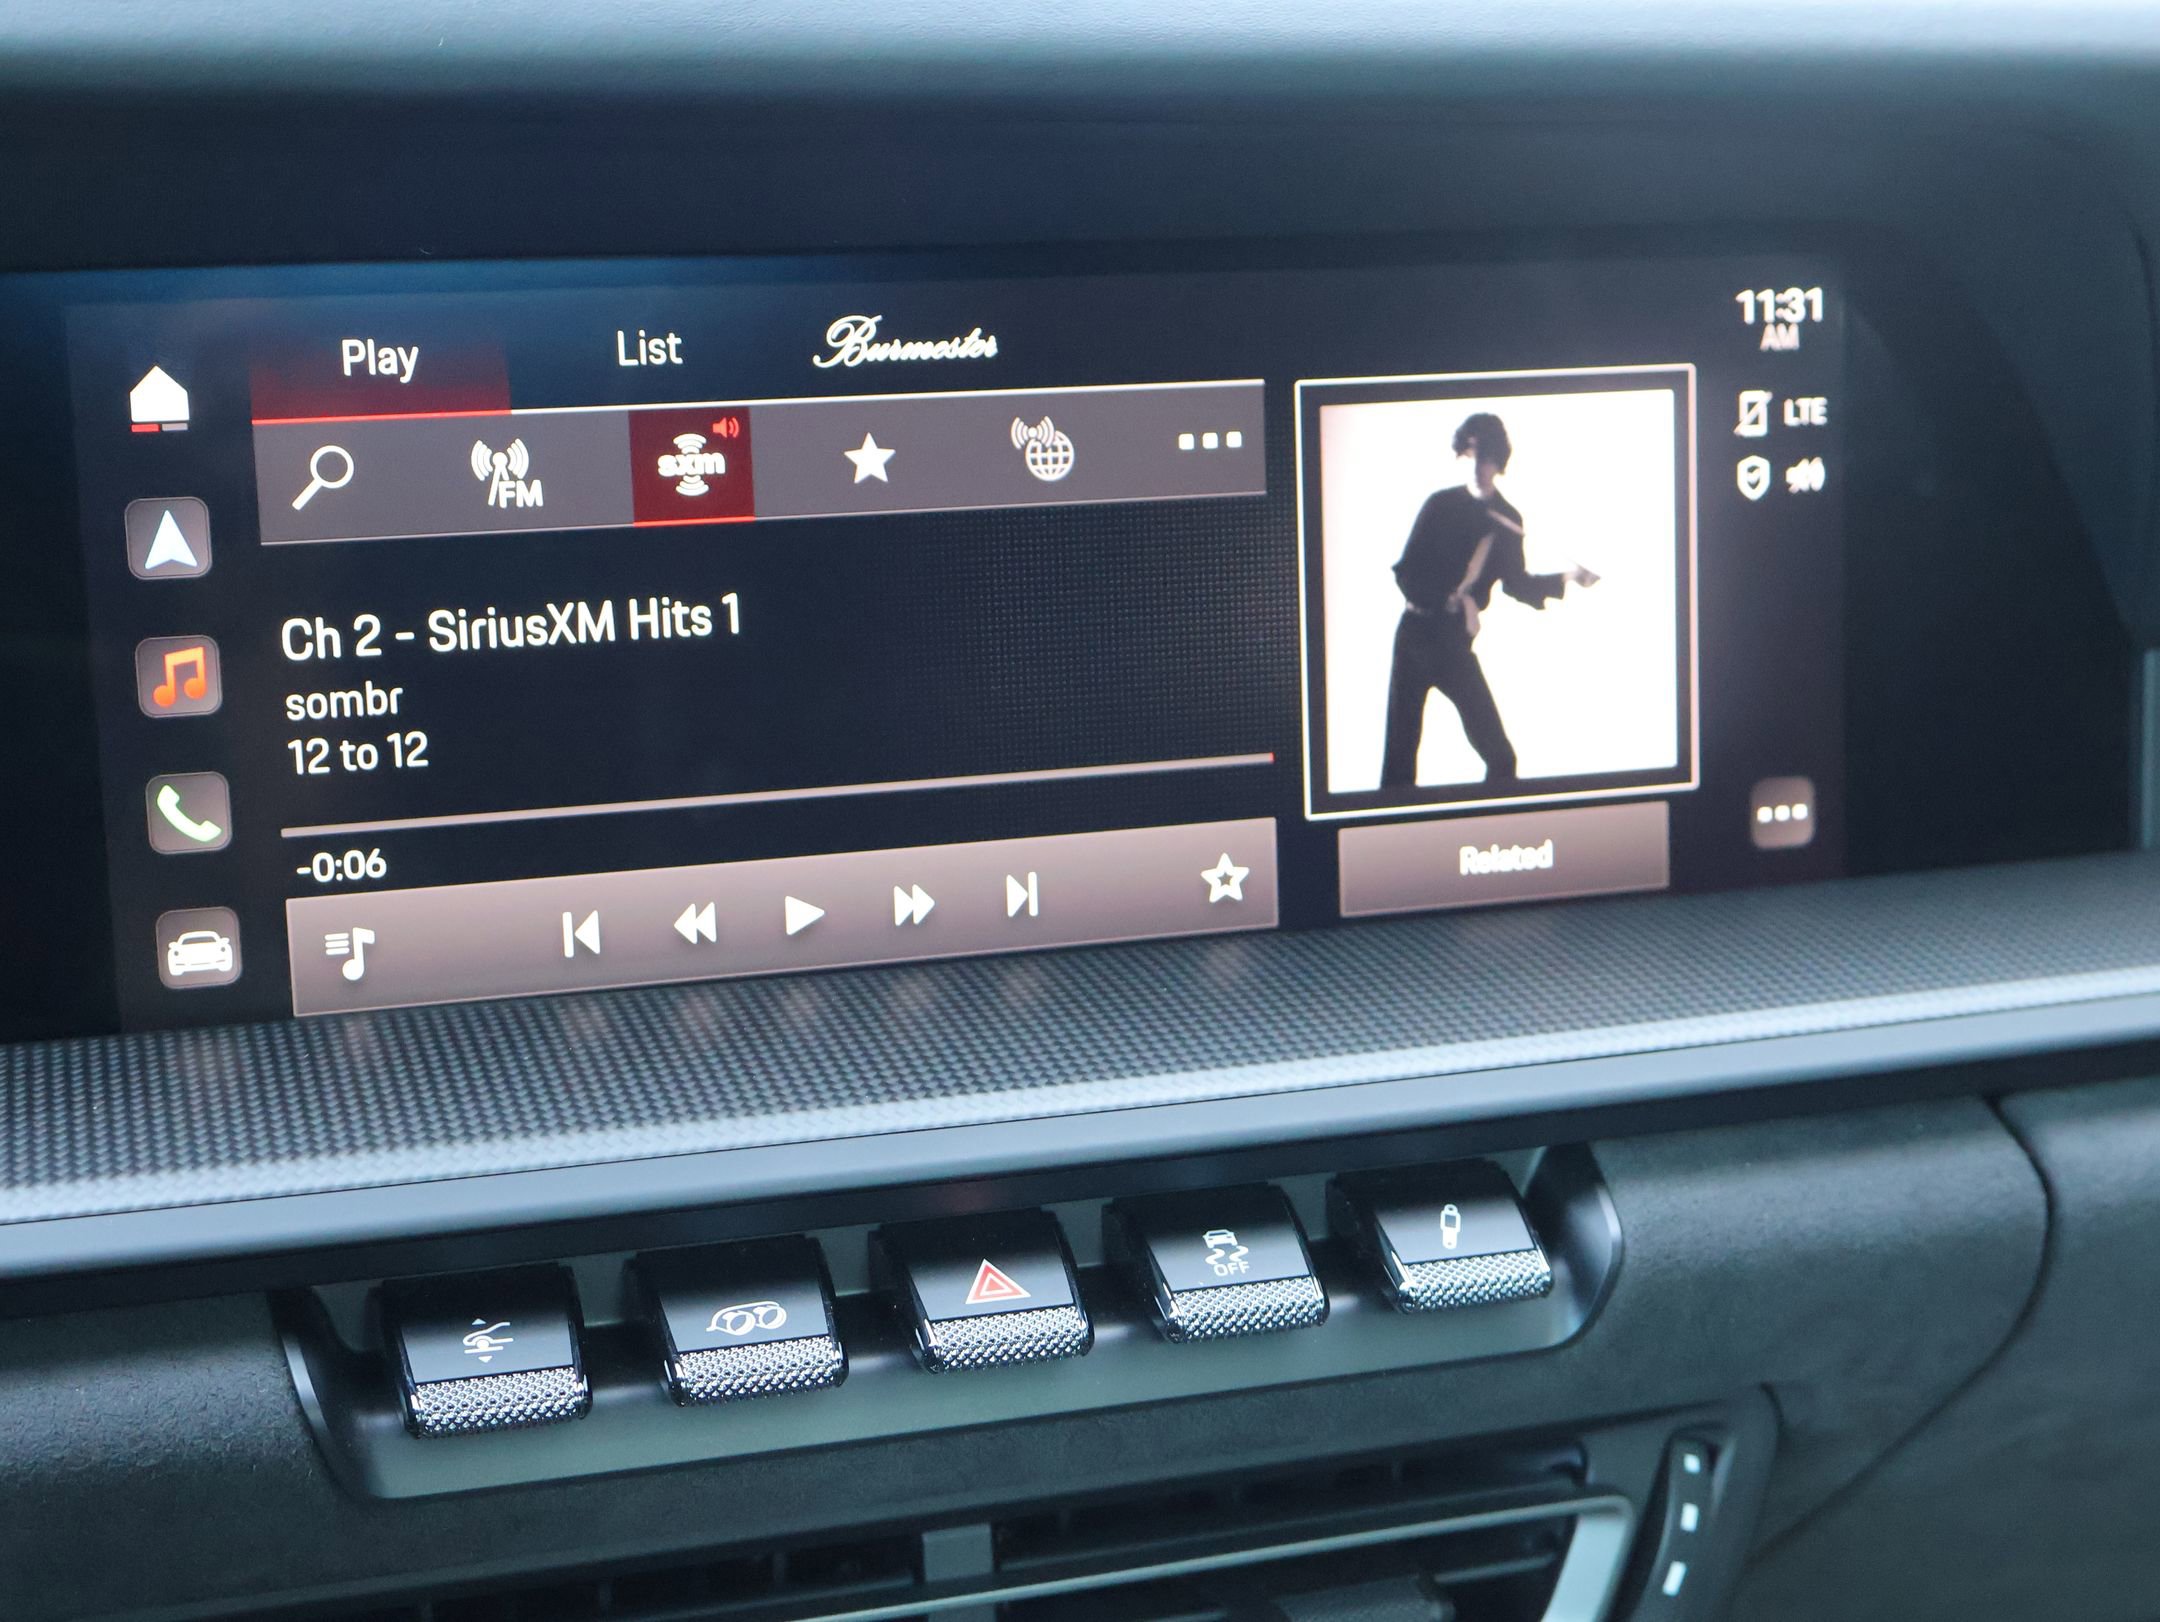 Play
List
Burmester
11:31
AM
FM
sxm
LTE
Ch 2 - SiriusXM Hits 1
sombr
12 to 12
-0:06
Related
OFF